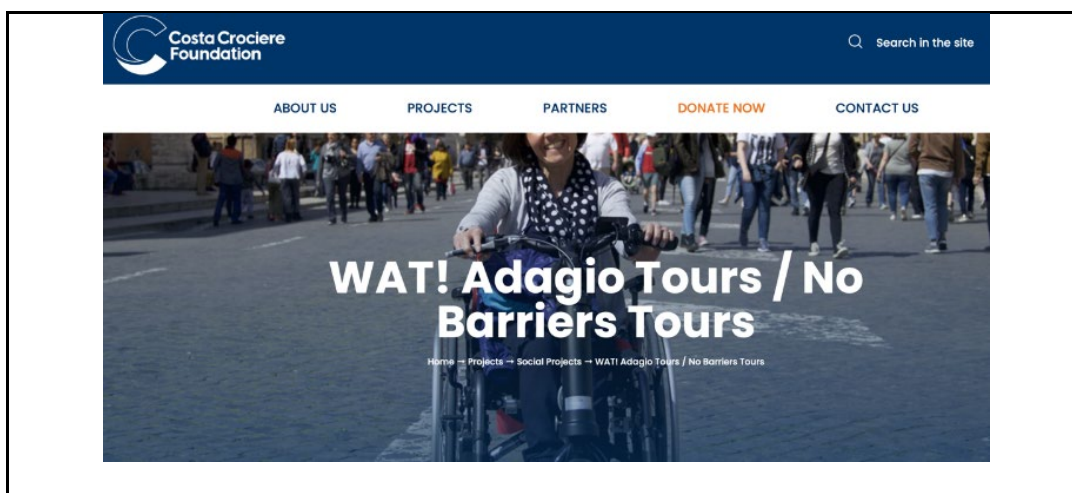 Costa Crociere
Foundation
Search in the site
ABOUT US PROJECTS PARTNERS DONATE NOW CONTACT US
WAT! Adagio Tours / No
Barriers Tours
Home → Projects → Social Projects → WAT! Adagio Tours / No Barriers Tours